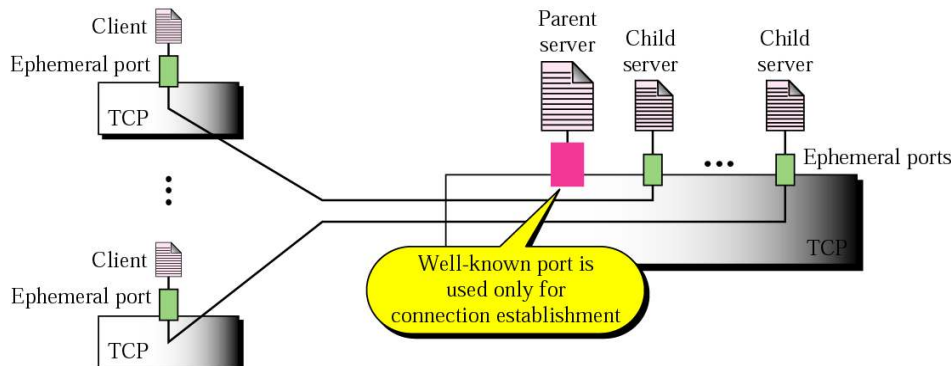 Client
Ephemeral port
TCP
Parent
server
Child
server
Child
server
Ephemeral ports
TCP
Well-known port is
used only for
connection establishment
Client
Ephemeral port
TCP